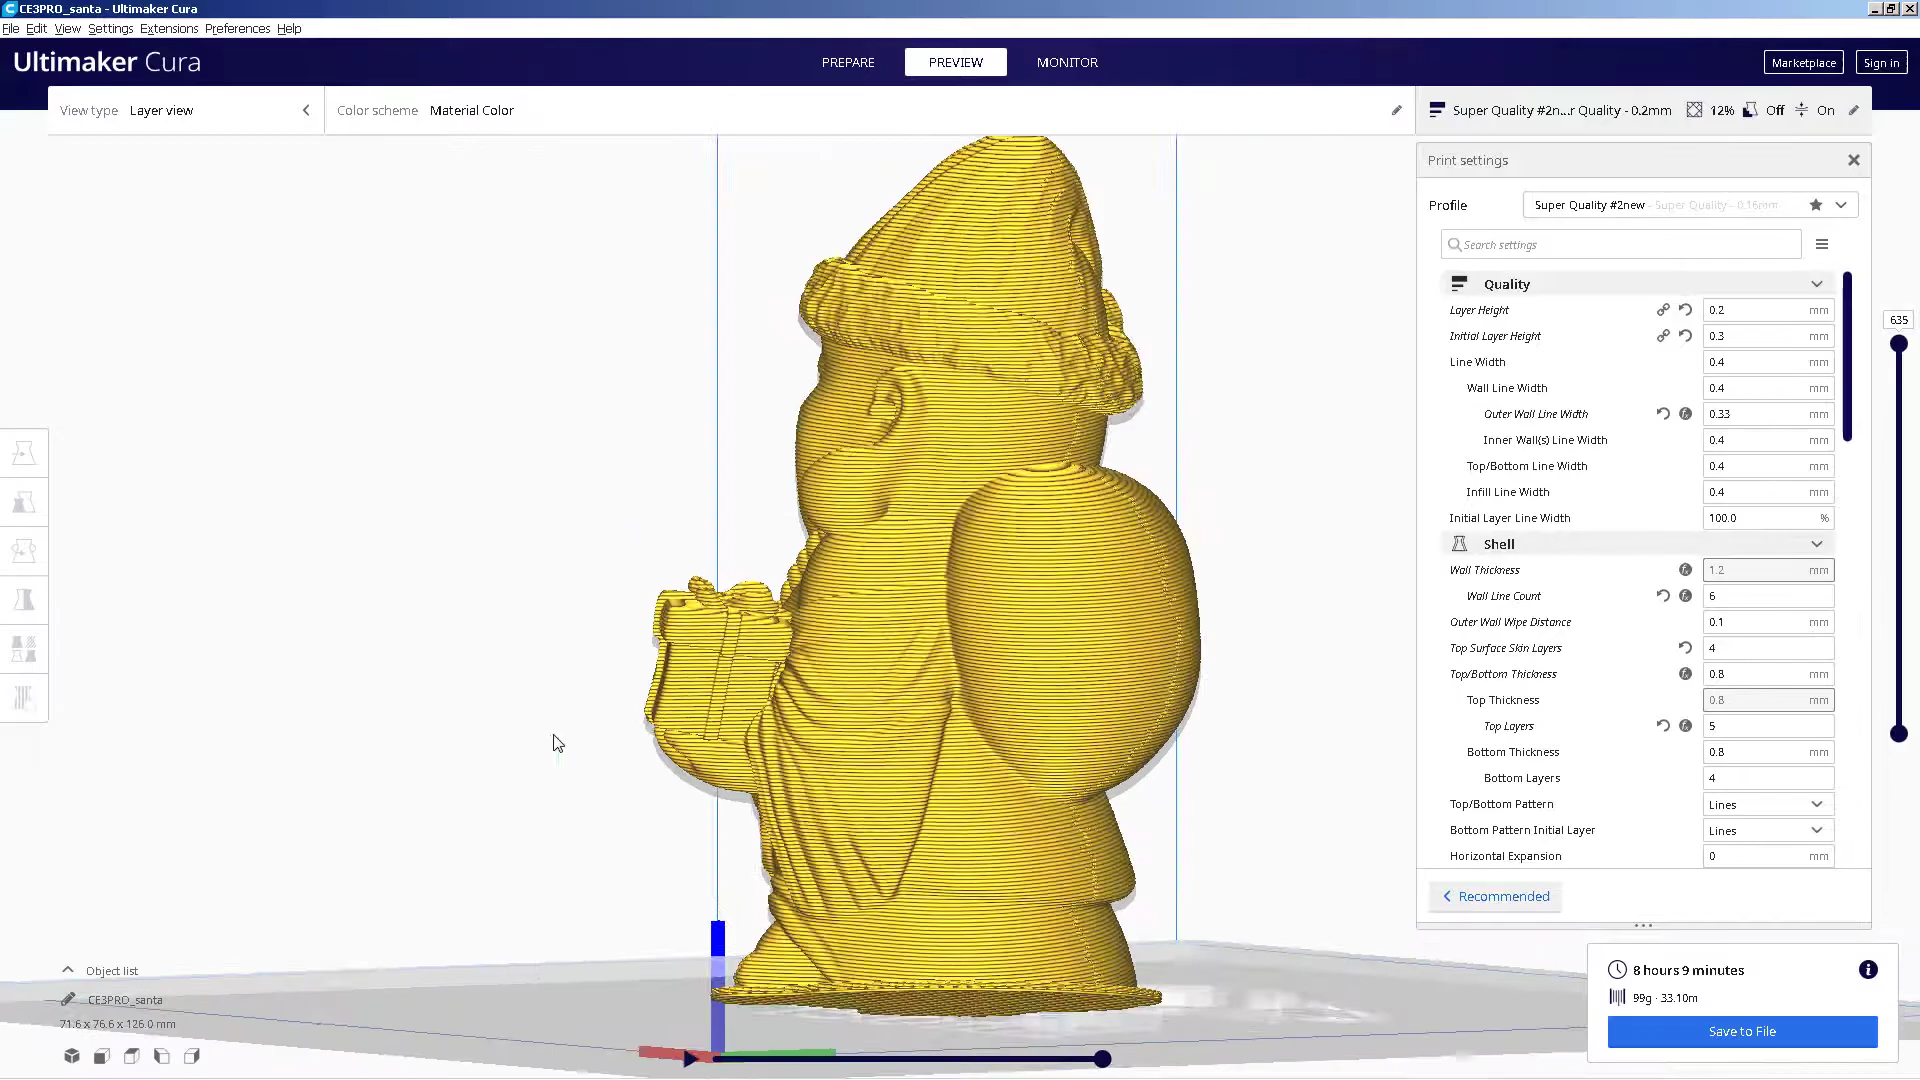 CE3PRO_santa - Ultimaker Cura
File Edit View Settings Extensions Preferences Help
Ultimaker Cura PREPARE PREVIEW MONITOR Marketplace Sign in
View type Layer view Color scheme Material Color Super Quality #2n...r Quality - 0.2mm 12% Off On
Print settings
Profile Super Quality #2new - Super Quality - 0.16mm
Search settings
Quality
Layer Height 0.2 mm
635
Initial Layer Height 0.3 mm
Line Width 0.4 mm
Wall Line Width 0.4 mm
Outer Wall Line Width 0.33 mm
Inner Wall(s) Line Width 0.4 mm
Top/Bottom Line Width 0.4 mm
Infill Line Width 0.4 mm
Initial Layer Line Width 100.0 %
Shell
Wall Thickness 1.2 mm
Wall Line Count 6
Outer Wall Wipe Distance 0.1 mm
Top Surface Skin Layers 4
Top/Bottom Thickness 0.8 mm
Top Thickness 0.8 mm
Top Layers 5
Bottom Thickness 0.8 mm
Bottom Layers 4
Top/Bottom Pattern Lines
Bottom Pattern Initial Layer Lines
Horizontal Expansion 0 mm
Recommended
Object list
CE3PRO_santa
71.6 x 76.6 x 126.0 mm
8 hours 9 minutes
99g · 33.10m
Save to File